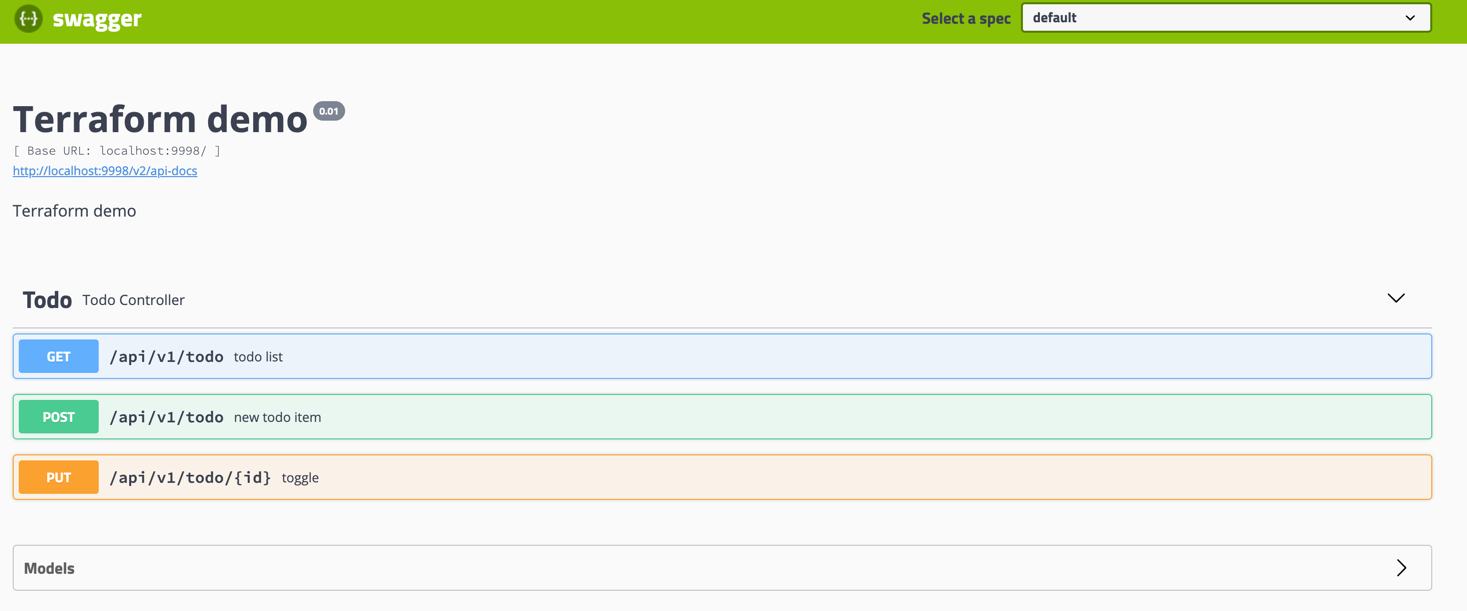 {··} swagger
Select a spec default
Terraform demo 0.01
[ Base URL: localhost:9998/ ]
http://localhost:9998/v2/api-docs
Terraform demo
Todo Todo Controller
GET /api/v1/todo todo list
POST /api/v1/todo new todo item
PUT /api/v1/todo/{id} toggle
Models